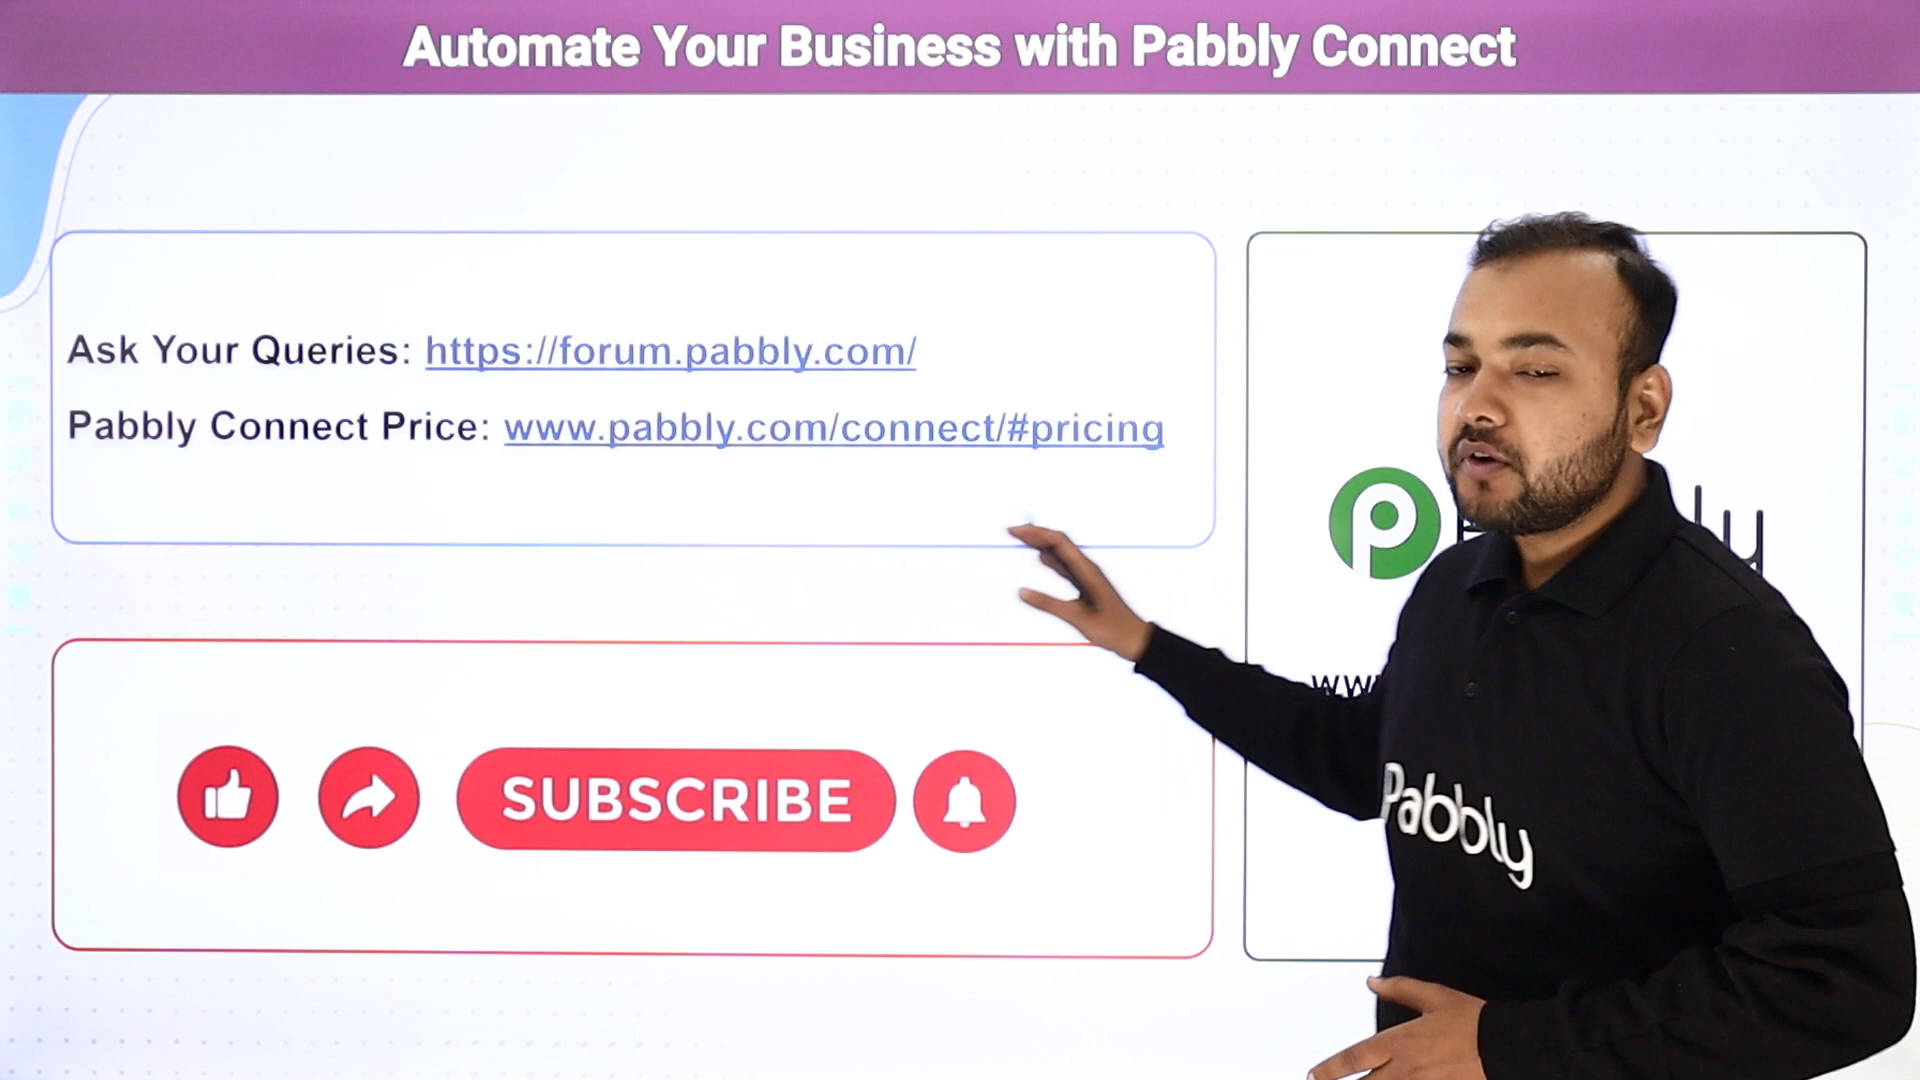 Automate Your Business with Pabbly Connect
Ask Your Queries: https://forum.pabbly.com/
Pabbly Connect Price: www.pabbly.com/connect/#pricing
SUBSCRIBE
Pabbly